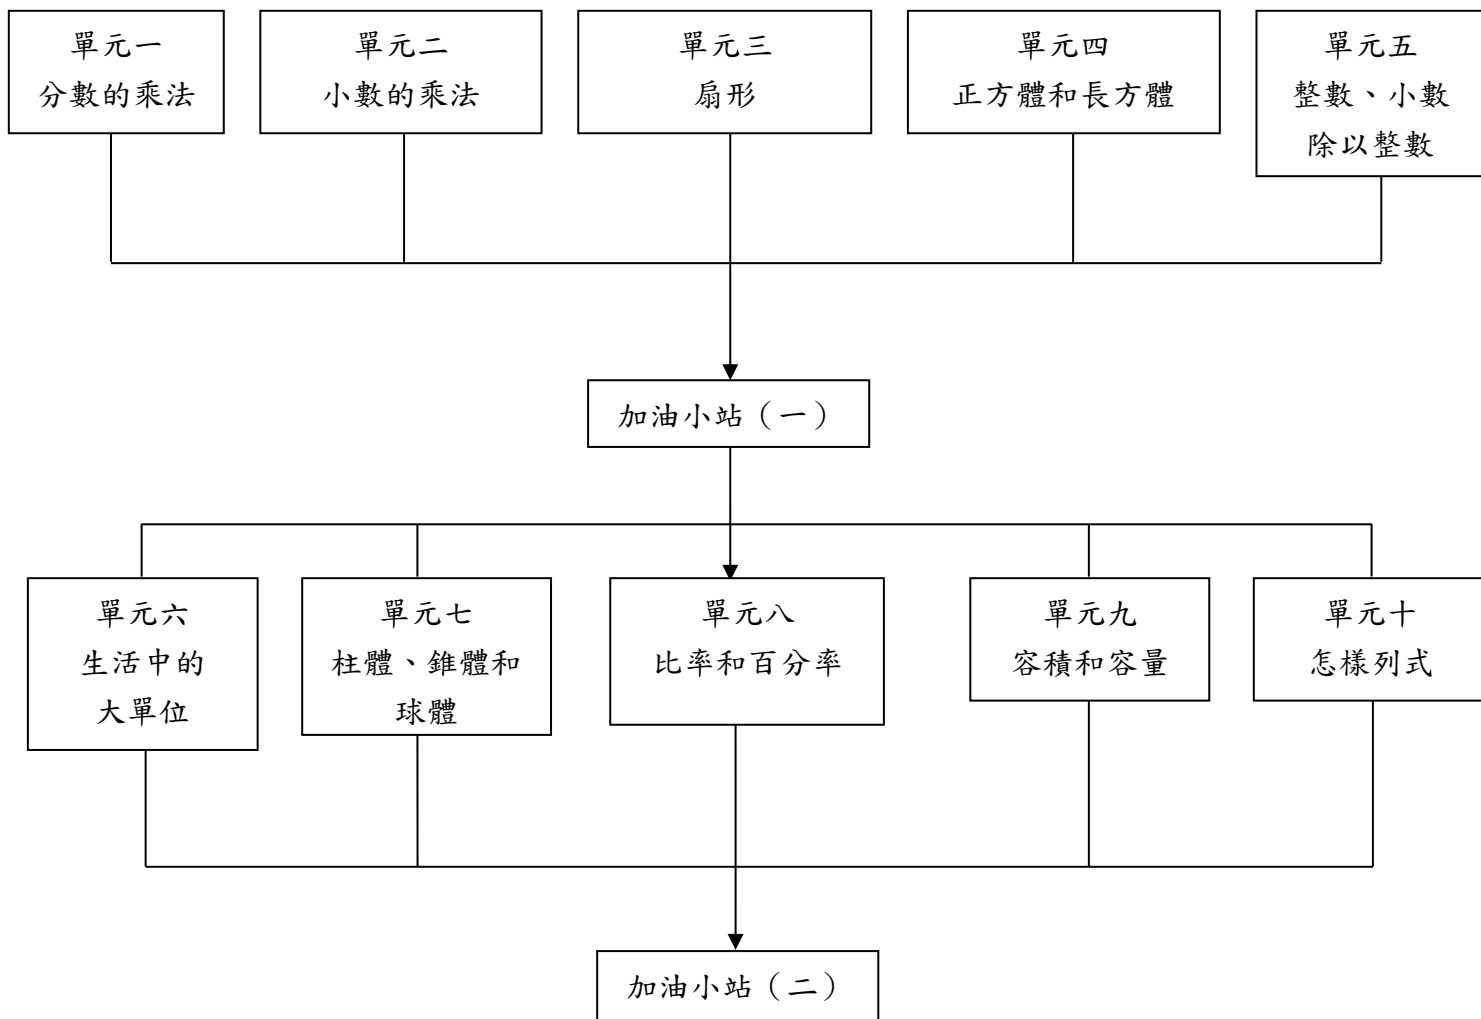 單元一
分數的乘法
單元二
小數的乘法
單元三
扇形
單元四
正方體和長方體
單元五
整數、小數
除以整數
加油小站（一）
單元六
生活中的
大單位
單元七
柱體、錐體和
球體
單元八
比率和百分率
單元九
容積和容量
單元十
怎樣列式
加油小站（二）